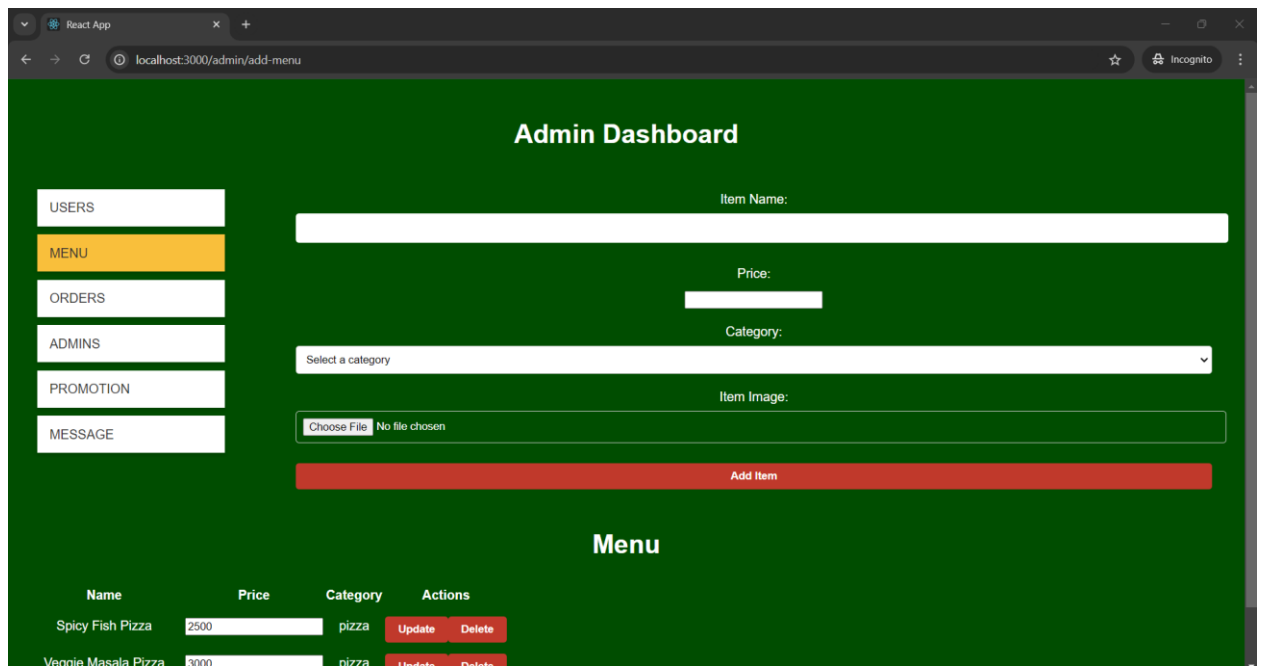 React App
localhost:3000/admin/add-menu
Incognito
Admin Dashboard
USERS
MENU
ORDERS
ADMINS
PROMOTION
MESSAGE
Item Name:
Price:
Category:
Select a category
Item Image:
Choose File No file chosen
Add Item
Menu
Name Price Category Actions
Spicy Fish Pizza 2500 pizza Update Delete
Veggie Masala Pizza 3000 pizza Update Delete